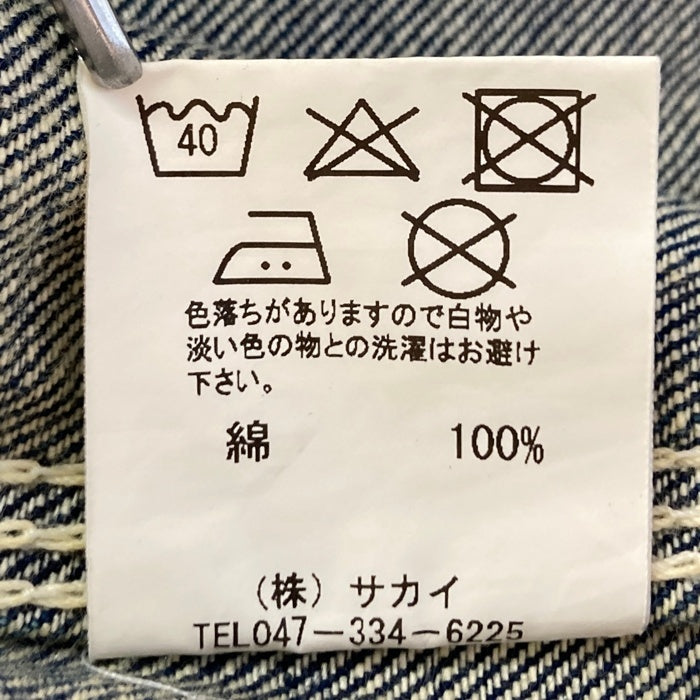 40
色落ちがありますので白物や
淡い色の物との洗濯はお避け
下さい。
綿 100%
(株) サカイ
TEL047-334-6225